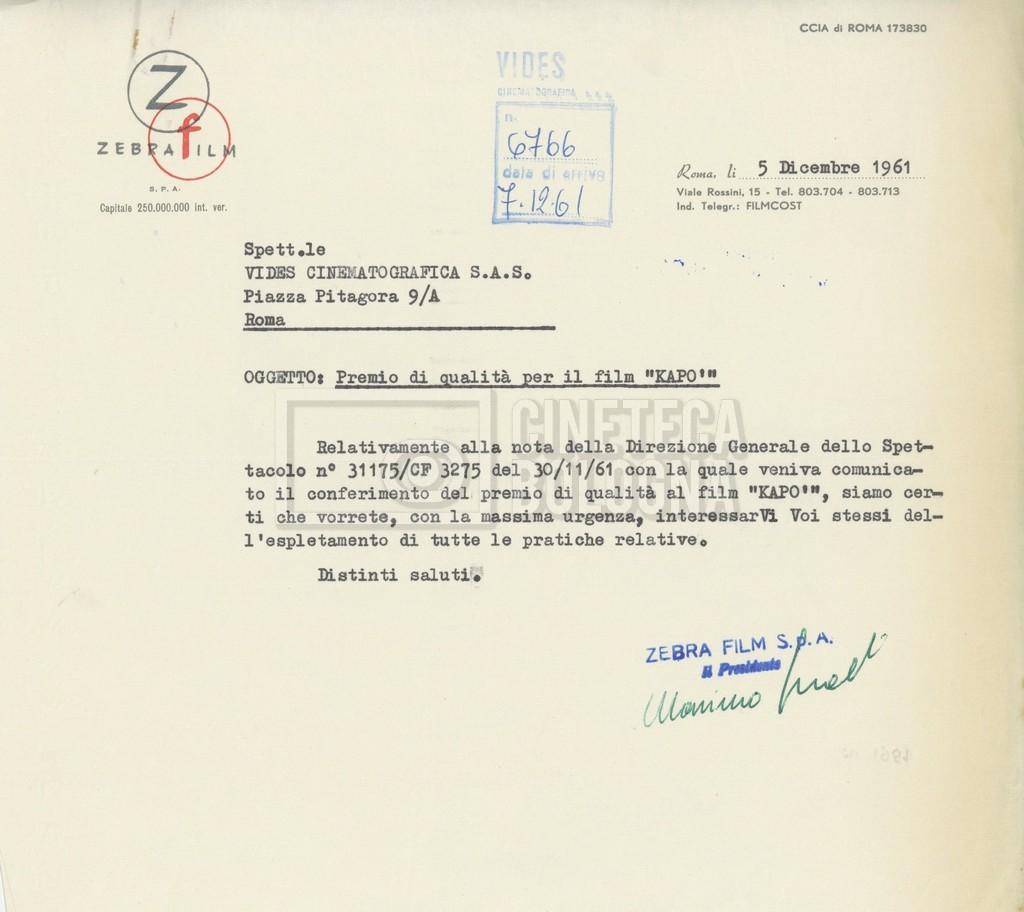 CCIA di ROMA 173830
Z
f
ZEBRA FILM
S. P. A.
Capitale 250.000.000 int. ver.
VIDES
CINEMATOGRAFICA
n.
6766
data di arrivo
7.12.61
Roma, li 5 Dicembre 1961
Viale Rossini, 15 - Tel. 803.704 - 803.713
Ind. Telegr.: FILMCOST
Spett.le
VIDES CINEMATOGRAFICA S.A.S.
Piazza Pitagora 9/A
Roma
OGGETTO: Premio di qualità per il film "KAPO'"
CINETECA
BOLOGNA
Relativamente alla nota della Direzione Generale dello Spet-
tacolo n° 31175/CF 3275 del 30/11/61 con la quale veniva comunica-
to il conferimento del premio di qualità al film "KAPO'", siamo cer-
ti che vorrete, con la massima urgenza, interessarVi Voi stessi del-
l'espletamento di tutte le pratiche relative.
Distinti saluti.
ZEBRA FILM S.p.A.
Il Presidente